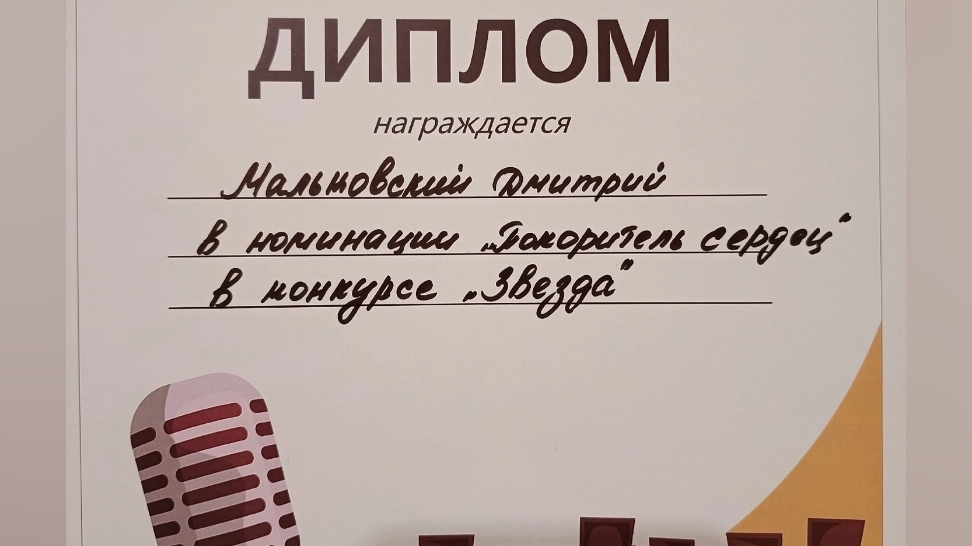 ДИПЛОМ
награждается
Мальковский Дмитрий
в номинации „Покоритель сердец"
в конкурсе „Звезда"